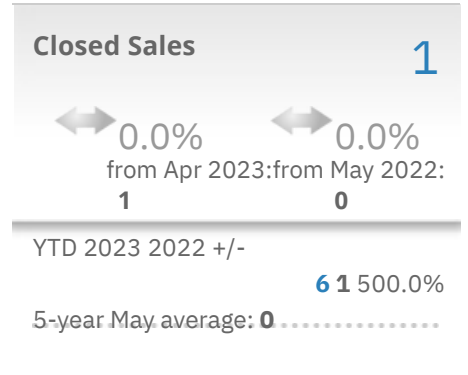 Closed Sales 1
0.0% 0.0%
from Apr 2023: from May 2022:
1 0
YTD 2023 2022 +/-
6 1 500.0%
5-year May average: 0